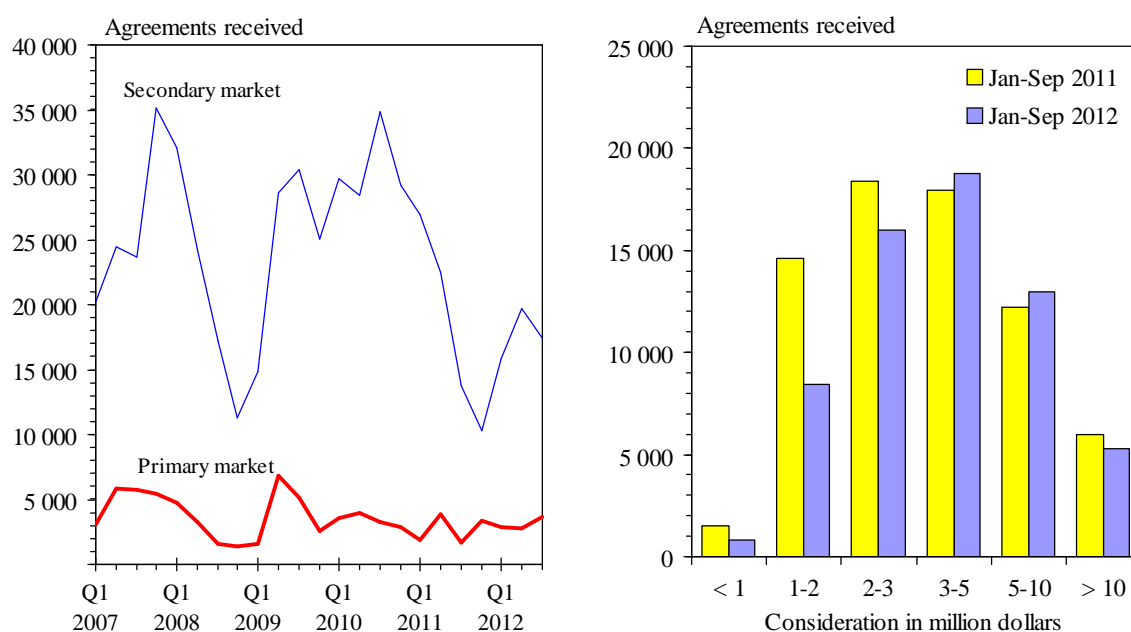 Agreements received
40 000
35 000
30 000
25 000
20 000
15 000
10 000
5 000
Secondary market
Primary market
Q1 Q1 Q1 Q1 Q1 Q1
2007 2008 2009 2010 2011 2012
Agreements received
25 000
20 000
15 000
10 000
5 000
0
Jan-Sep 2011
Jan-Sep 2012
< 1 1-2 2-3 3-5 5-10 > 10
Consideration in million dollars